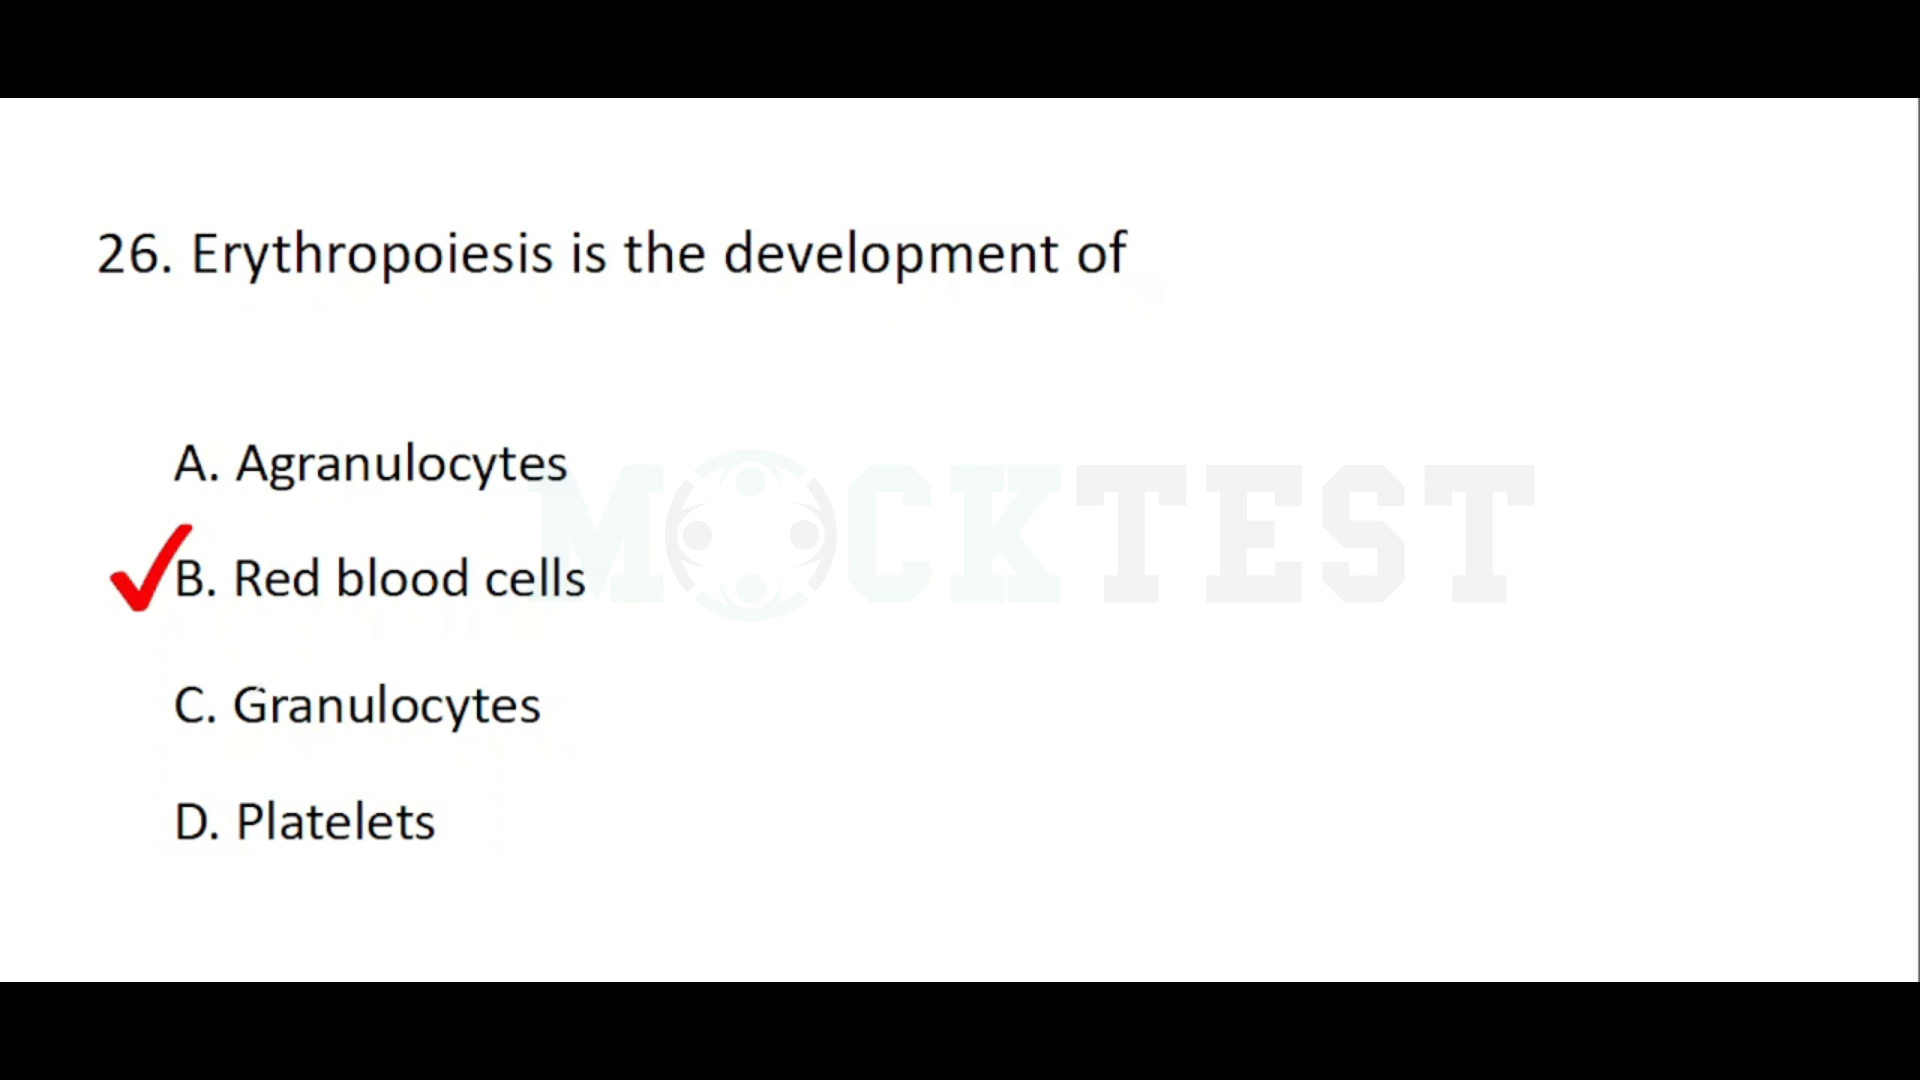 26. Erythropoiesis is the development of
A. Agranulocytes
B. Red blood cells
MOCKTEST
C. Granulocytes
D. Platelets